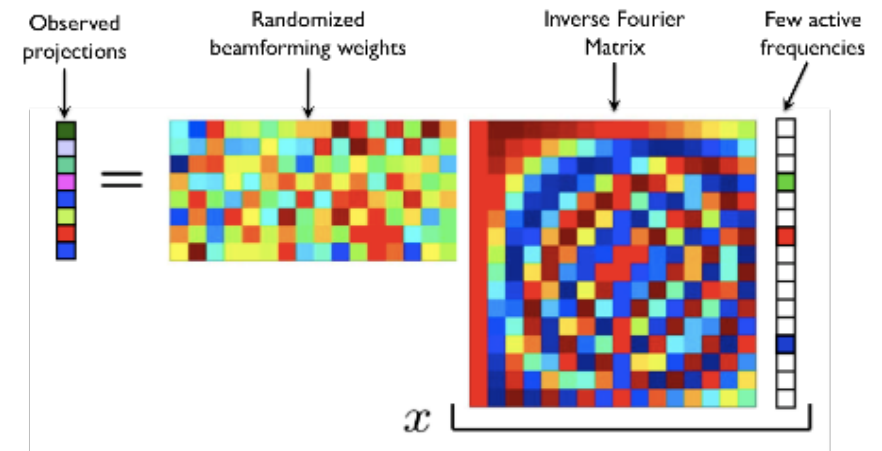 Observed
projections
Randomized
beamforming weights
Inverse Fourier
Matrix
Few active
frequencies
=
x